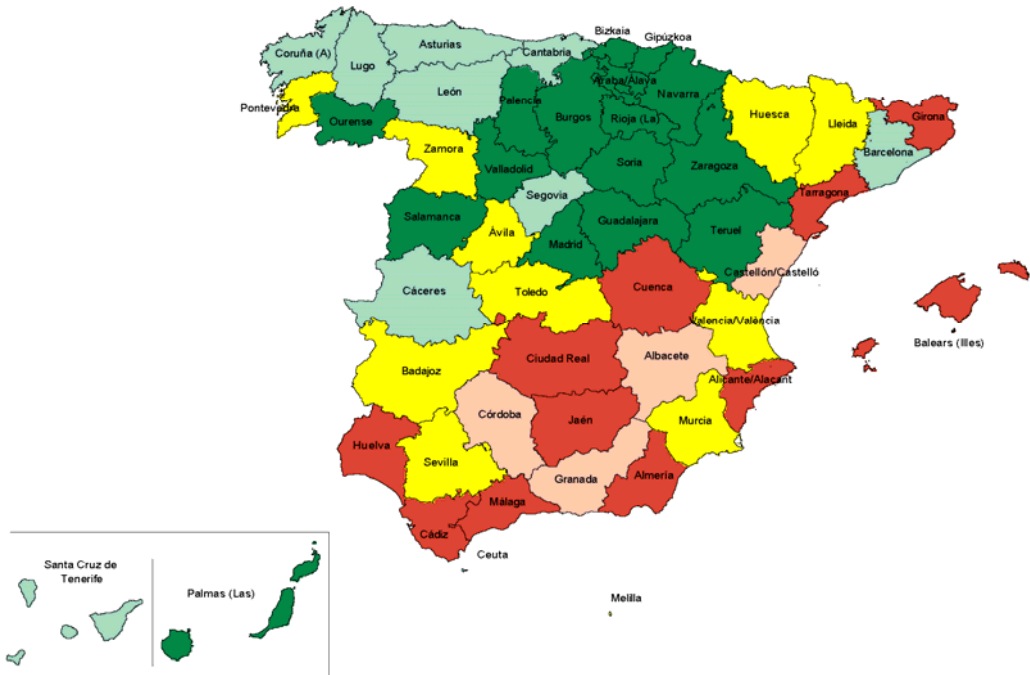 Bizkaia
Gipúzkoa
Coruña (A)
Asturias
Cantabria
Lugo
León
Araba/Álava
Navarra
Palencia
Burgos
Rioja (La)
Pontevedra
Ourense
Huesca
Lleida
Girona
Zamora
Barcelona
Valladolid
Soria
Zaragoza
Segovia
Tarragona
Salamanca
Ávila
Madrid
Guadalajara
Teruel
Castellón/Castelló
Cáceres
Toledo
Cuenca
Valencia/València
Balears (Illes)
Ciudad Real
Albacete
Badajoz
Alicante/Alacant
Córdoba
Jaén
Murcia
Huelva
Sevilla
Granada
Almería
Málaga
Cádiz
Ceuta
Melilla
Santa Cruz de
Tenerife
Palmas (Las)